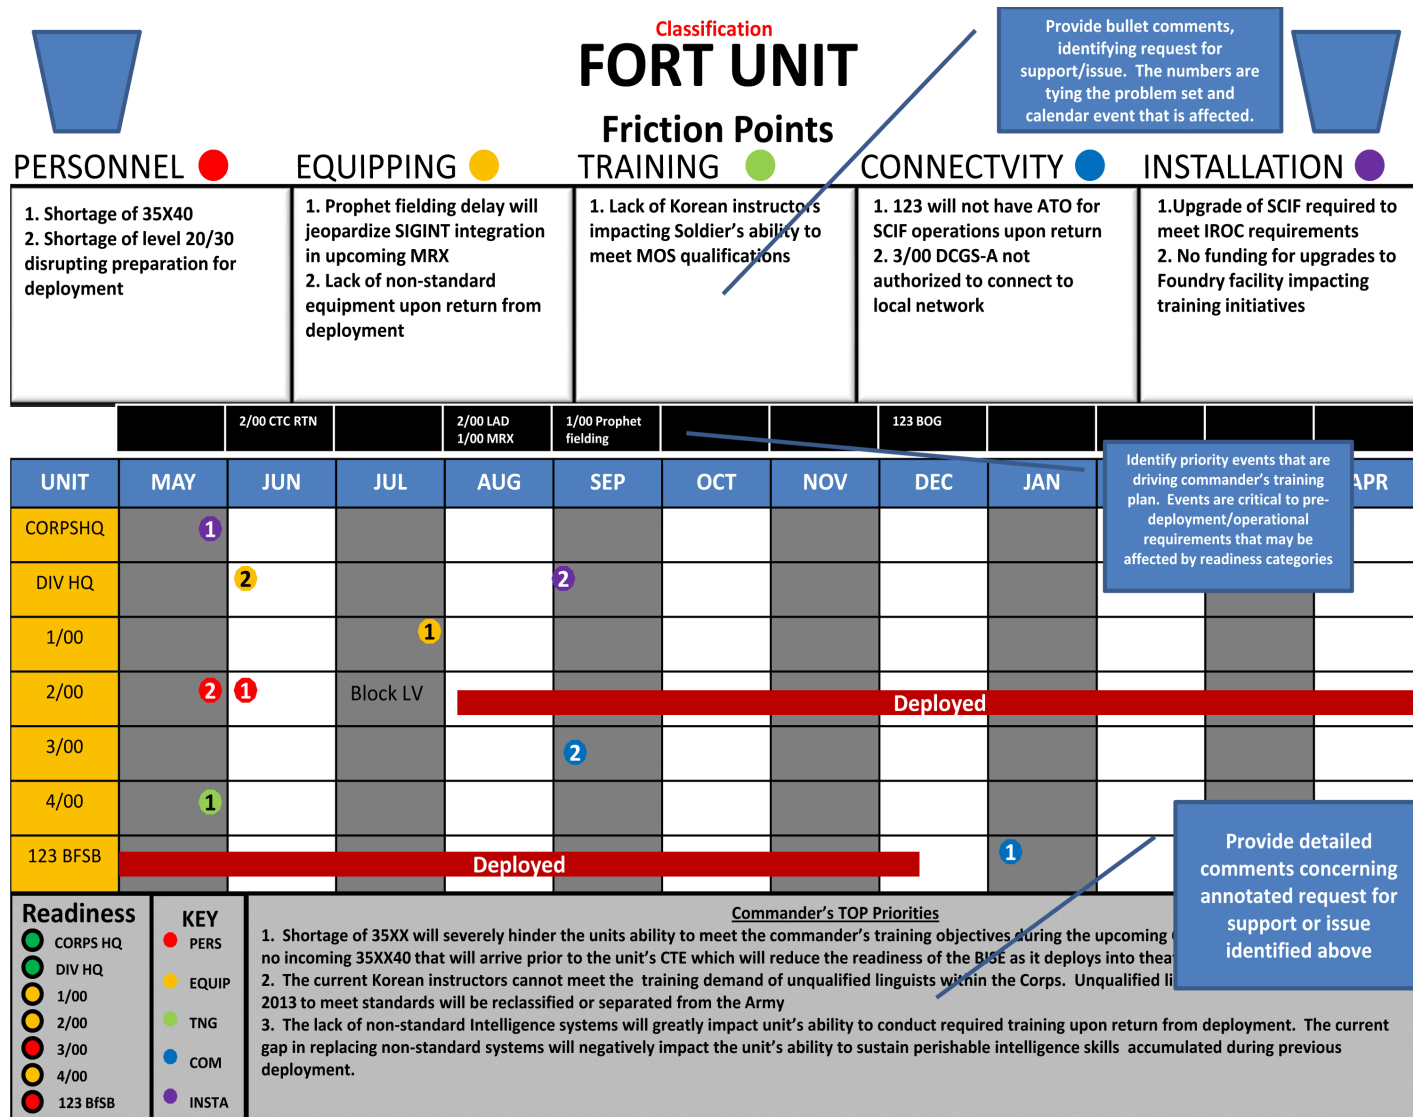 Classification
FORT UNIT
Friction Points
Provide bullet comments,
identifying request for
support/issue. The numbers are
tying the problem set and
calendar event that is affected.
PERSONNEL
EQUIPPING
TRAINING
CONNECTVITY
INSTALLATION
1. Shortage of 35X40
2. Shortage of level 20/30
disrupting preparation for
deployment
1. Prophet fielding delay will
jeopardize SIGINT integration
in upcoming MRX
2. Lack of non-standard
equipment upon return from
deployment
1. Lack of Korean instructors
impacting Soldier's ability to
meet MOS qualifications
1. 123 will not have ATO for
SCIF operations upon return
2. 3/00 DCGS-A not
authorized to connect to
local network
1.Upgrade of SCIF required to
meet IROC requirements
2. No funding for upgrades to
Foundry facility impacting
training initiatives
2/00 CTC RTN
2/00 LAD
1/00 MRX
1/00 Prophet
fielding
123 BOG
Identify priority events that are
driving commander's training
plan. Events are critical to pre-
deployment/operational
requirements that may be
affected by readiness categories
UNIT MAY JUN JUL AUG SEP OCT NOV DEC JAN APR
CORPSHQ 1
DIV HQ 2 2
1/00 1
2/00 2 1 Block LV Deployed
3/00 2
4/00 1
123 BFSB Deployed 1
Provide detailed
comments concerning
annotated request for
support or issue
identified above
Readiness
CORPS HQ
DIV HQ
1/00
2/00
3/00
4/00
123 BfSB
KEY
PERS
EQUIP
TNG
COM
INSTA
Commander's TOP Priorities
1. Shortage of 35XX will severely hinder the units ability to meet the commander's training objectives during the upcoming
no incoming 35XX40 that will arrive prior to the unit's CTE which will reduce the readiness of the BISE as it deploys into
2. The current Korean instructors cannot meet the training demand of unqualified linguists within the Corps. Unqualified
2013 to meet standards will be reclassified or separated from the Army
3. The lack of non-standard Intelligence systems will greatly impact unit's ability to conduct required training upon return from deployment. The current
gap in replacing non-standard systems will negatively impact the unit's ability to sustain perishable intelligence skills accumulated during previous
deployment.